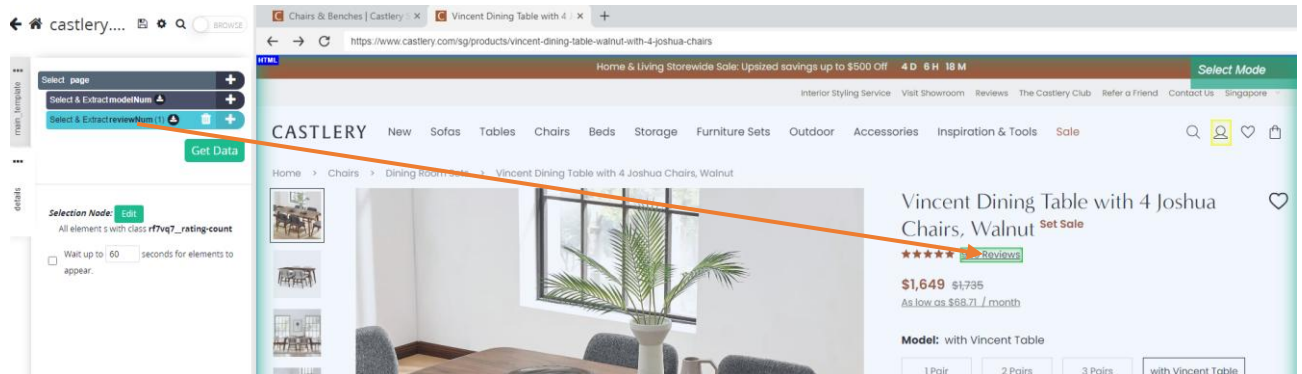 castlery....
BROWSE
Chairs & Benches | Castlery
Vincent Dining Table with 4 J
https://www.castlery.com/sg/products/vincent-dining-table-walnut-with-4-joshua-chairs
HTML
Home & Living Storewide Sale: Upsized savings up to $500 Off 4 D 6 H 18 M
Select Mode
Interior Styling Service Visit Showroom Reviews The Castlery Club Refer a Friend Contact Us Singapore
main_template
details
Select page
Select & Extract modelNum
Select & Extract reviewNum (1)
Get Data
CASTLERY New Sofas Tables Chairs Beds Storage Furniture Sets Outdoor Accessories Inspiration & Tools Sale
Home > Chairs > Dining Room Sets > Vincent Dining Table with 4 Joshua Chairs, Walnut
Selection Node: Edit
All element s with class rf7vq7__rating-count
Wait up to 60 seconds for elements to
appear.
Vincent Dining Table with 4 Joshua
Chairs, Walnut Set Sale
Reviews
$1,649 $1,735
As low as $68.71 / month
Model: with Vincent Table
1 Pair 2 Pairs 3 Pairs with Vincent Table